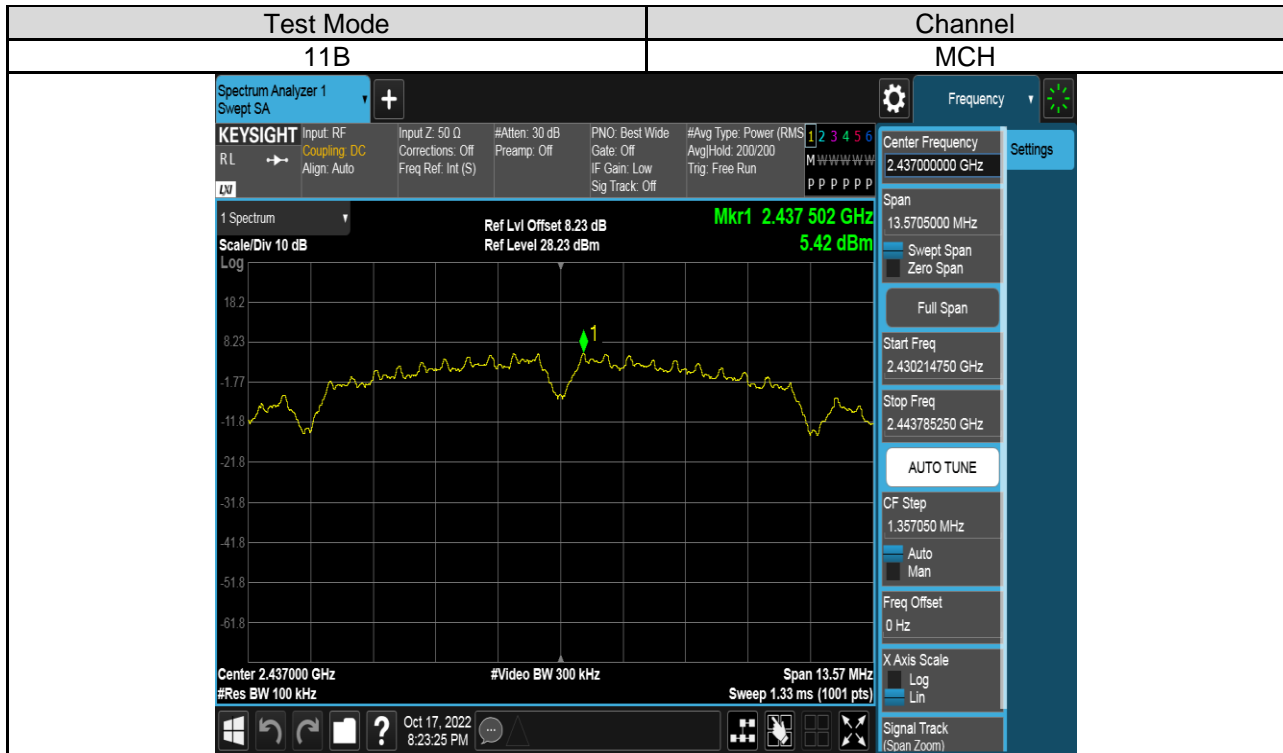 Test Mode Channel
11B MCH
Spectrum Analyzer 1
Swept SA
+
Frequency
KEYSIGHT
RL
LXI
Input: RF
Coupling: DC
Align: Auto
Input Z: 50 Ω
Corrections: Off
Freq Ref: Int (S)
#Atten: 30 dB
Preamp: Off
PNO: Best Wide
Gate: Off
IF Gain: Low
Sig Track: Off
#Avg Type: Power (RMS
Avg|Hold: 200/200
Trig: Free Run
1 2 3 4 5 6
M W W W W W
P P P P P P
1 Spectrum
Scale/Div 10 dB
Ref Lvl Offset 8.23 dB
Ref Level 28.23 dBm
Mkr1 2.437 502 GHz
5.42 dBm
Log
18.2
8.23
-1.77
-11.8
-21.8
-31.8
-41.8
-51.8
-61.8
1
Center 2.437000 GHz
#Res BW 100 kHz
#Video BW 300 kHz
Span 13.57 MHz
Sweep 1.33 ms (1001 pts)
Center Frequency
2.437000000 GHz
Settings
Span
13.5705000 MHz
Swept Span
Zero Span
Full Span
Start Freq
2.430214750 GHz
Stop Freq
2.443785250 GHz
AUTO TUNE
CF Step
1.357050 MHz
Auto
Man
Freq Offset
0 Hz
X Axis Scale
Log
Lin
Signal Track
(Span Zoom)
?
Oct 17, 2022
8:23:25 PM